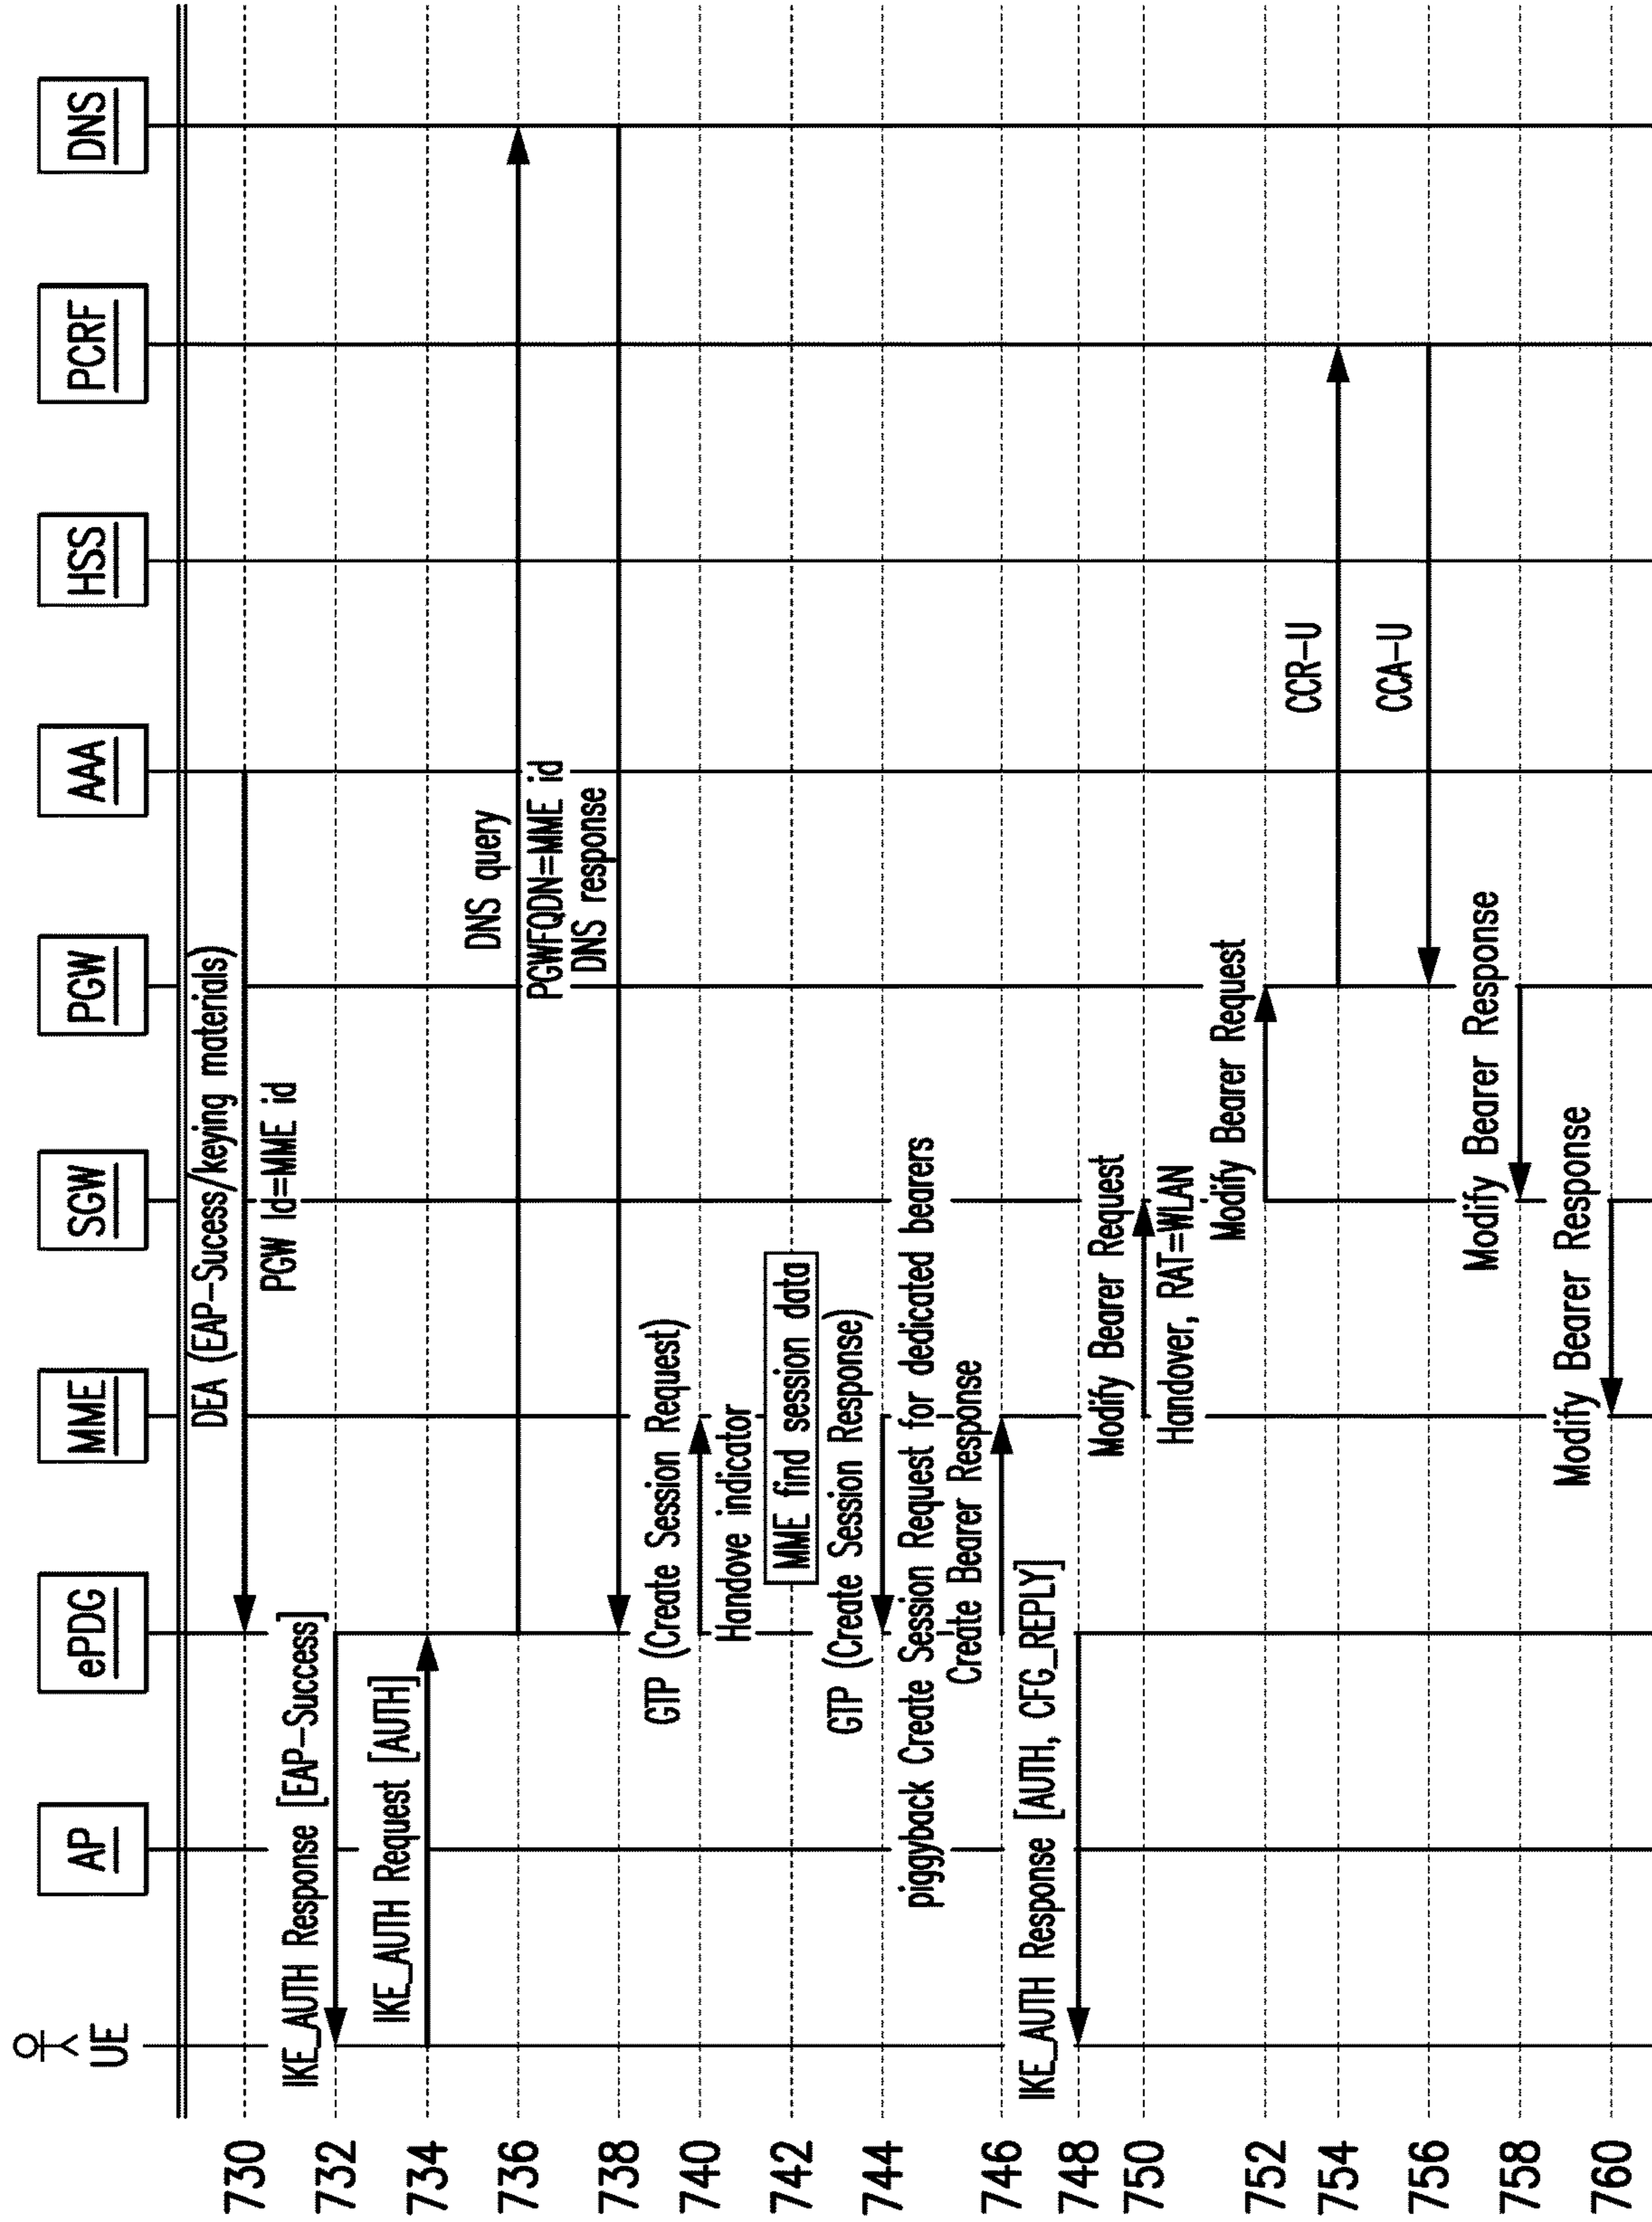 UE
AP
ePDG
MME
SGW
PGW
AAA
HSS
PCRF
DNS
730
DEA (EAP-Sucess/keying materials)
PGW Id=MME id
732
IKE_AUTH Response [EAP-Success]
734
IKE_AUTH Request [AUTH]
736
DNS query
PGWFQDN=MME id
738
DNS response
740
GTP (Create Session Request)
Handove indicator
742
MME find session data
744
GTP (Create Session Response)
piggyback Create Session Request for dedicated bearers
746
Create Bearer Response
748
IKE_AUTH Response [AUTH, CFG_REPLY]
750
Modify Bearer Request
Handover, RAT=WLAN
752
Modify Bearer Request
754
CCR-U
756
CCA-U
758
Modify Bearer Response
760
Modify Bearer Response